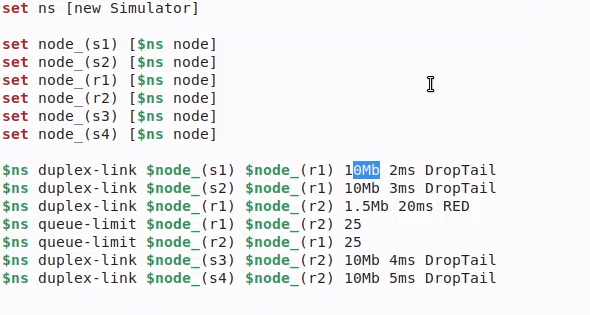 set ns [new Simulator]
set node_(s1) [$ns node]
set node_(s2) [$ns node]
set node_(r1) [$ns node]
set node_(r2) [$ns node]
set node_(s3) [$ns node]
set node_(s4) [$ns node]
$ns duplex-link $node_(s1) $node_(r1) 10Mb 2ms DropTail
$ns duplex-link $node_(s2) $node_(r1) 10Mb 3ms DropTail
$ns duplex-link $node_(r1) $node_(r2) 1.5Mb 20ms RED
$ns queue-limit $node_(r1) $node_(r2) 25
$ns queue-limit $node_(r2) $node_(r1) 25
$ns duplex-link $node_(s3) $node_(r2) 10Mb 4ms DropTail
$ns duplex-link $node_(s4) $node_(r2) 10Mb 5ms DropTail